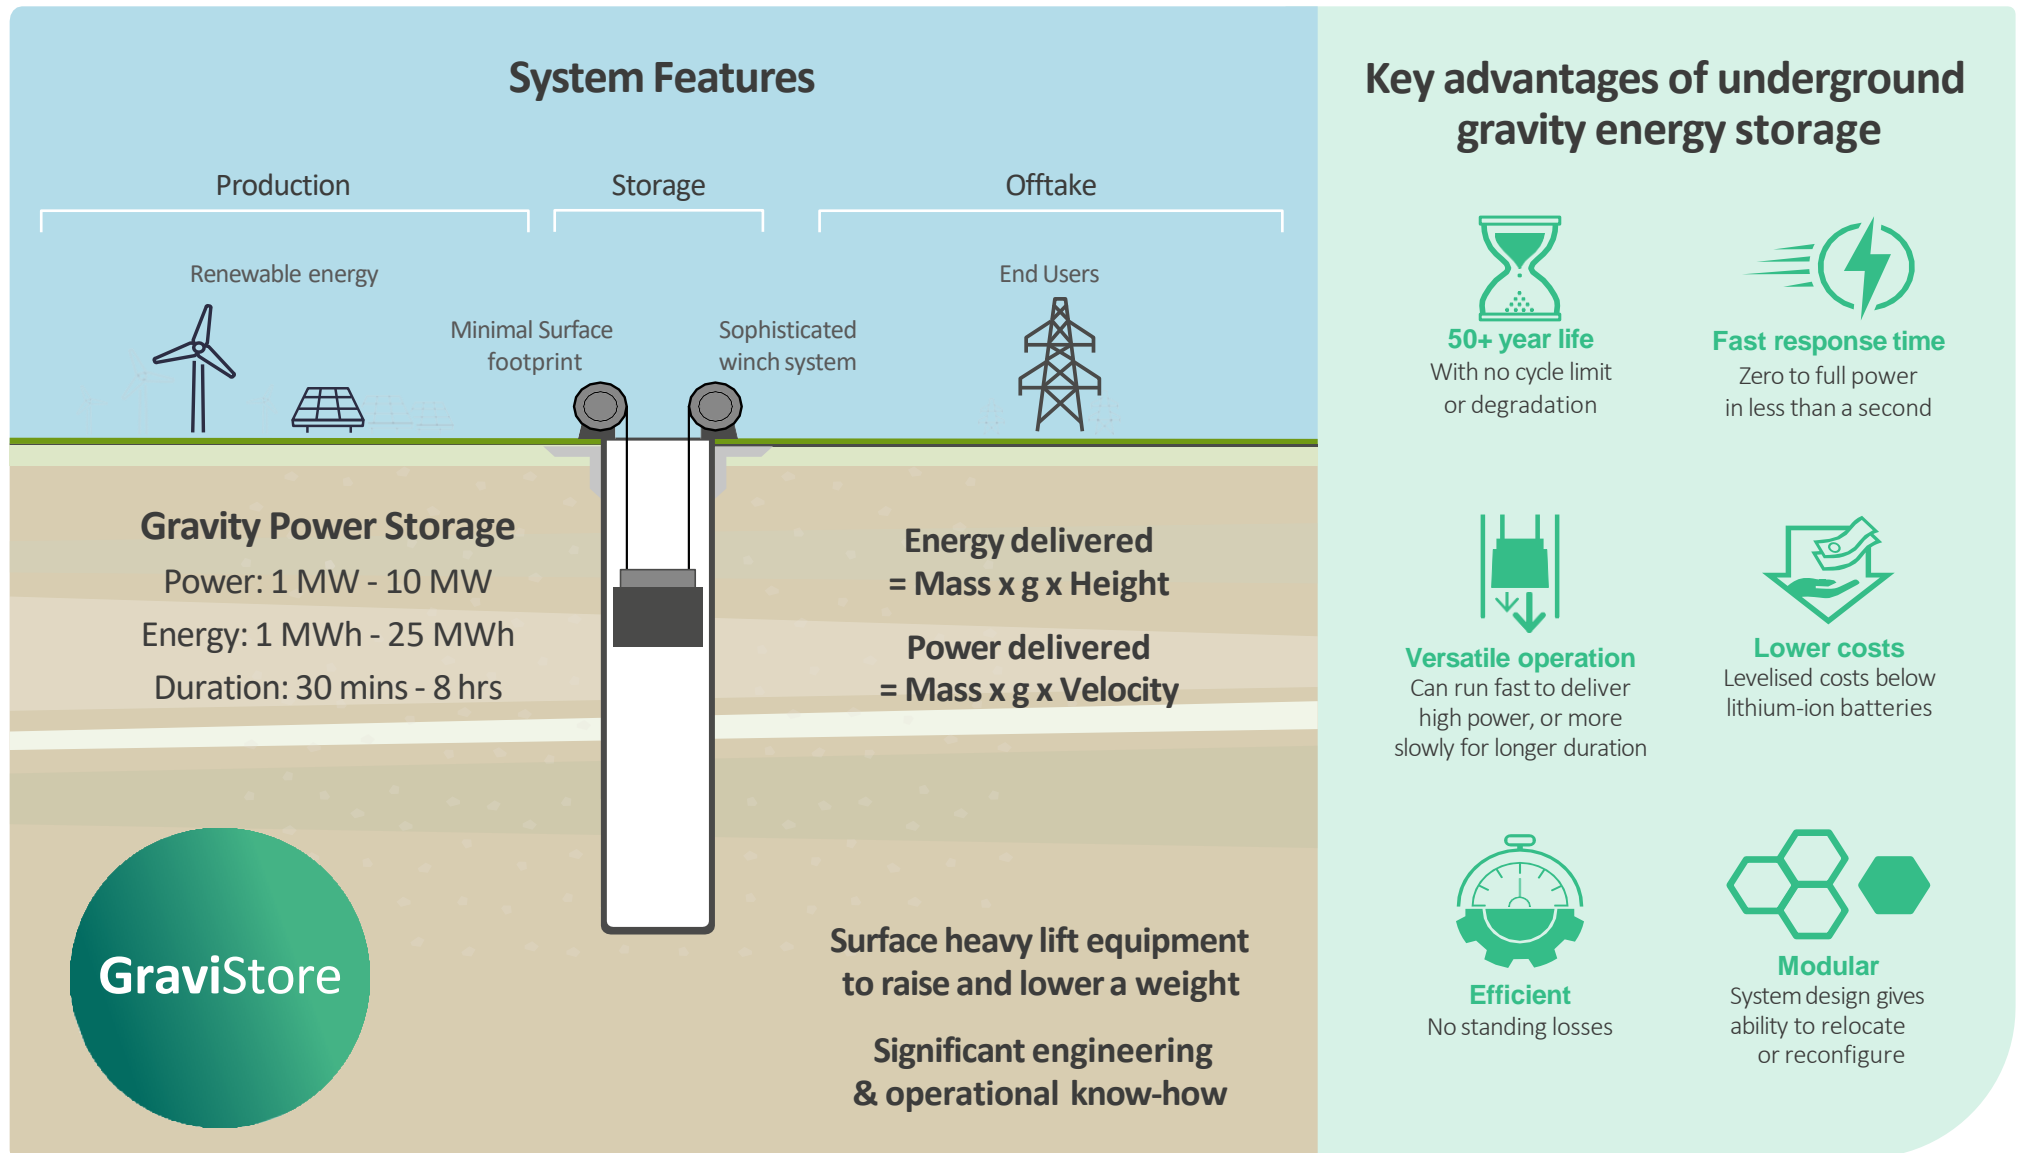 System Features
Production
Storage
Offtake
Renewable energy
End Users
Minimal Surface
footprint
Sophisticated
winch system
Gravity Power Storage
Power: 1 MW - 10 MW
Energy: 1 MWh - 25 MWh
Duration: 30 mins - 8 hrs
Energy delivered
= Mass x g x Height
Power delivered
= Mass x g x Velocity
GraviStore
Surface heavy lift equipment
to raise and lower a weight
Significant engineering
& operational know-how
Key advantages of underground
gravity energy storage
50+ year life
With no cycle limit
or degradation
Fast response time
Zero to full power
in less than a second
Versatile operation
Can run fast to deliver
high power, or more
slowly for longer duration
Lower costs
Levelised costs below
lithium-ion batteries
Efficient
No standing losses
Modular
System design gives
ability to relocate
or reconfigure